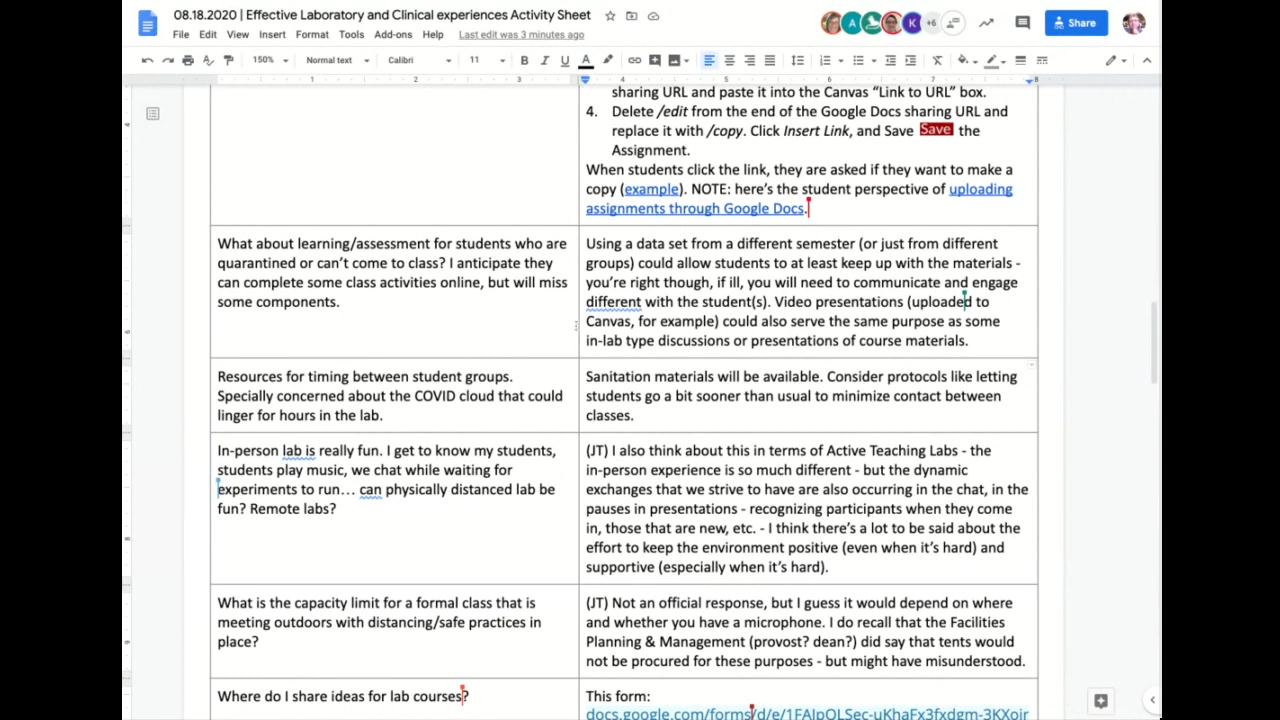 08.18.2020 | Effective Laboratory and Clinical experiences Activity Sheet
A
K
+6
Share
File Edit View Insert Format Tools Add-ons Help Last edit was 3 minutes ago
150% Normal text Calibri 11 B I U A
1 2 3 4 5 6 7 8
sharing URL and paste it into the Canvas “Link to URL” box.
4. Delete /edit from the end of the Google Docs sharing URL and
replace it with /copy. Click Insert Link, and Save Save the
Assignment.
When students click the link, they are asked if they want to make a
copy (example). NOTE: here’s the student perspective of uploading
assignments through Google Docs.
What about learning/assessment for students who are
quarantined or can’t come to class? I anticipate they
can complete some class activities online, but will miss
some components.
Using a data set from a different semester (or just from different
groups) could allow students to at least keep up with the materials -
you’re right though, if ill, you will need to communicate and engage
different with the student(s). Video presentations (uploaded to
Canvas, for example) could also serve the same purpose as some
in-lab type discussions or presentations of course materials.
Resources for timing between student groups.
Specially concerned about the COVID cloud that could
linger for hours in the lab.
Sanitation materials will be available. Consider protocols like letting
students go a bit sooner than usual to minimize contact between
classes.
In-person lab is really fun. I get to know my students,
students play music, we chat while waiting for
experiments to run… can physically distanced lab be
fun? Remote labs?
(JT) I also think about this in terms of Active Teaching Labs - the
in-person experience is so much different - but the dynamic
exchanges that we strive to have are also occurring in the chat, in the
pauses in presentations - recognizing participants when they come
in, those that are new, etc. - I think there’s a lot to be said about the
effort to keep the environment positive (even when it’s hard) and
supportive (especially when it’s hard).
What is the capacity limit for a formal class that is
meeting outdoors with distancing/safe practices in
place?
(JT) Not an official response, but I guess it would depend on where
and whether you have a microphone. I do recall that the Facilities
Planning & Management (provost? dean?) did say that tents would
not be procured for these purposes - but might have misunderstood.
Where do I share ideas for lab courses?
This form: